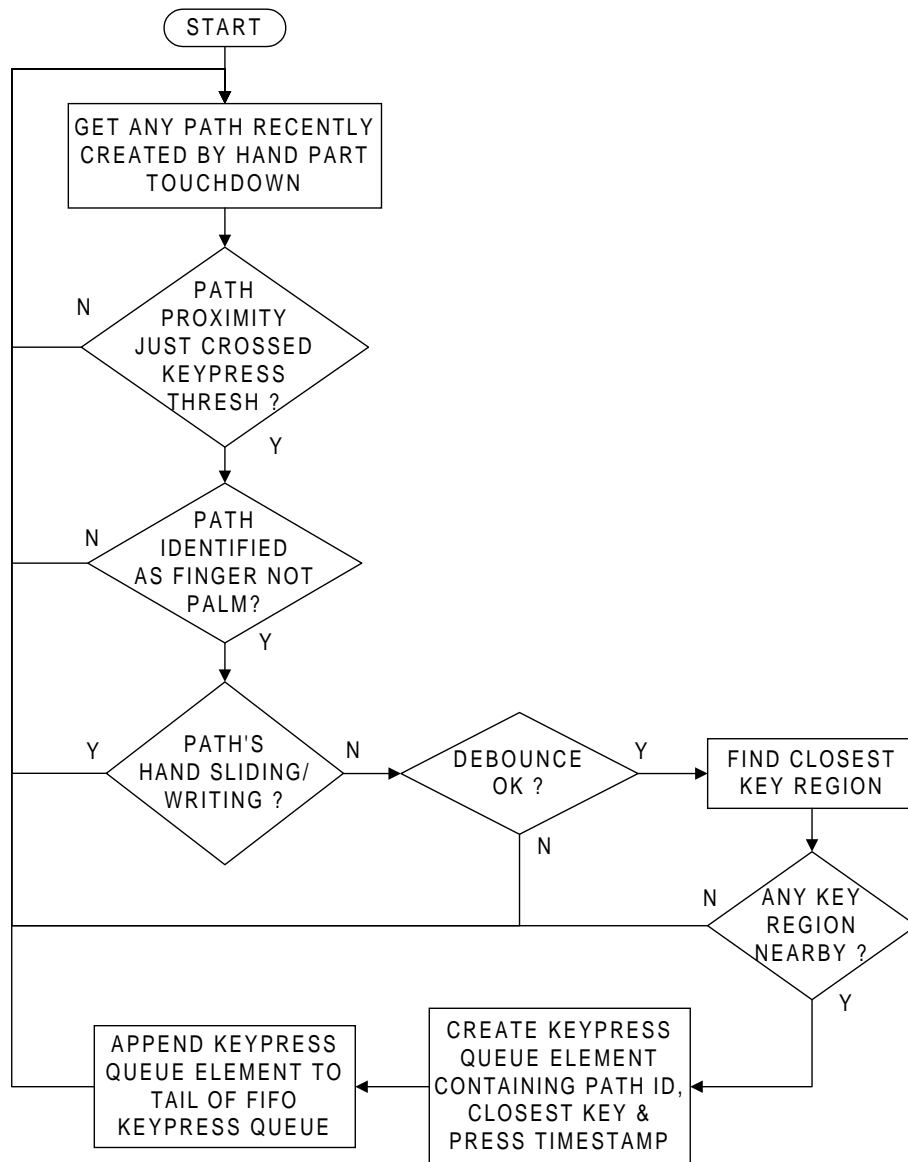 START
GET ANY PATH RECENTLY
CREATED BY HAND PART
TOUCHDOWN
N
PATH
PROXIMITY
JUST CROSSED
KEYPRESS
THRESH ?
Y
N
PATH
IDENTIFIED
AS FINGER NOT
PALM?
Y
Y
PATH'S
HAND SLIDING/
WRITING ?
N
DEBOUNCE
OK ?
Y
N
FIND CLOSEST
KEY REGION
N
ANY KEY
REGION
NEARBY ?
Y
CREATE KEYPRESS
QUEUE ELEMENT
CONTAINING PATH ID,
CLOSEST KEY &
PRESS TIMESTAMP
APPEND KEYPRESS
QUEUE ELEMENT TO
TAIL OF FIFO
KEYPRESS QUEUE